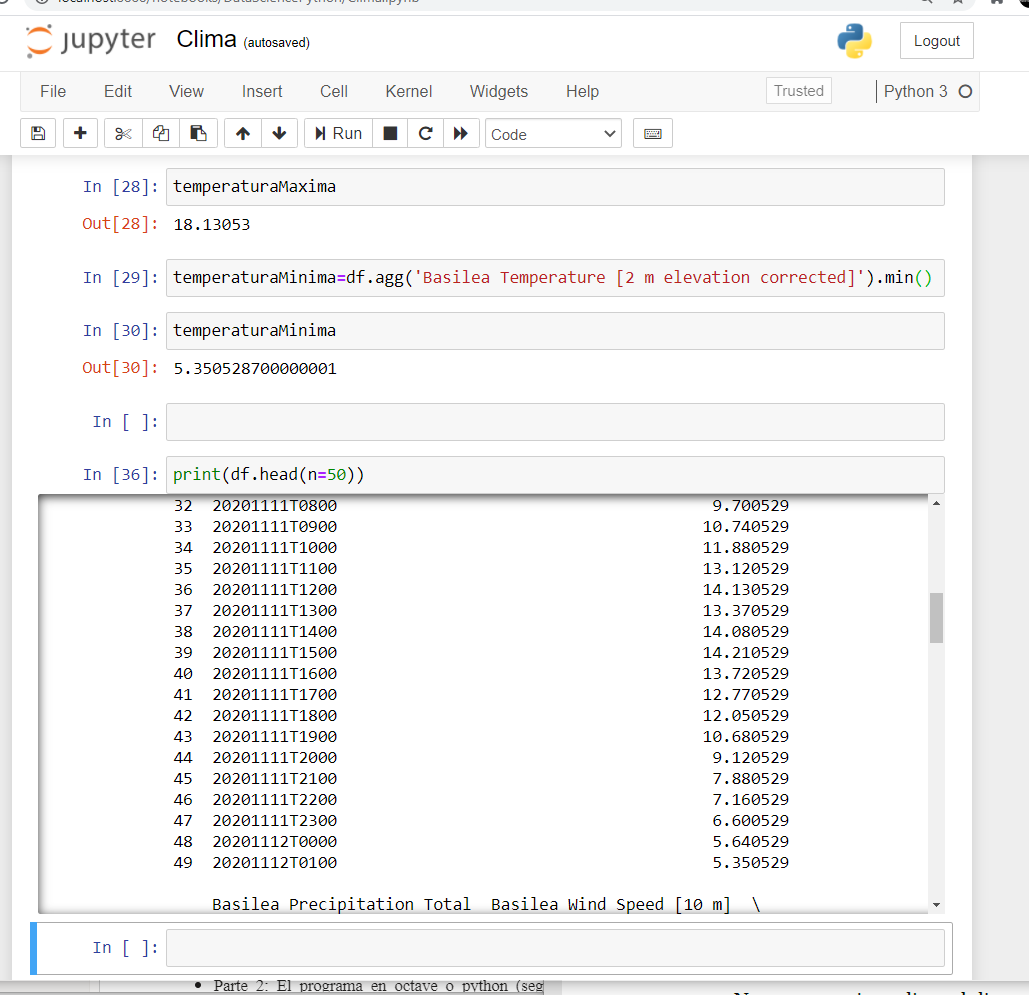 jupyter Clima (autosaved)
Logout
File Edit View Insert Cell Kernel Widgets Help Trusted Python 3
Run Code
In [28]: temperaturaMaxima
Out[28]: 18.13053
In [29]: temperaturaMinima=df.agg('Basilea Temperature [2 m elevation corrected]').min()
In [30]: temperaturaMinima
Out[30]: 5.350528700000001
In [ ]:
In [36]: print(df.head(n=50))
32 20201111T0800 9.700529
33 20201111T0900 10.740529
34 20201111T1000 11.880529
35 20201111T1100 13.120529
36 20201111T1200 14.130529
37 20201111T1300 13.370529
38 20201111T1400 14.080529
39 20201111T1500 14.210529
40 20201111T1600 13.720529
41 20201111T1700 12.770529
42 20201111T1800 12.050529
43 20201111T1900 10.680529
44 20201111T2000 9.120529
45 20201111T2100 7.880529
46 20201111T2200 7.160529
47 20201111T2300 6.600529
48 20201112T0000 5.640529
49 20201112T0100 5.350529
Basilea Precipitation Total Basilea Wind Speed [10 m] \
In [ ]:
• Parte 2: El programa en octave o python (seg